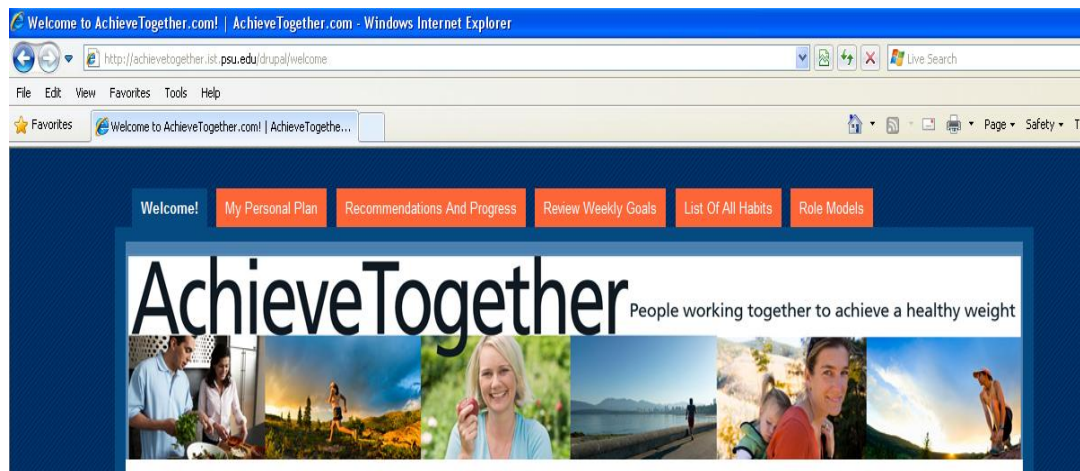 Welcome to AchieveTogether.com! | AchieveTogether.com - Windows Internet Explorer
http://achievetogether.ist.psu.edu/drupal/welcome
Live Search
File Edit View Favorites Tools Help
Favorites
Welcome to AchieveTogether.com! | AchieveTogethe...
Page Safety T
Welcome!
My Personal Plan
Recommendations And Progress
Review Weekly Goals
List Of All Habits
Role Models
AchieveTogether People working together to achieve a healthy weight